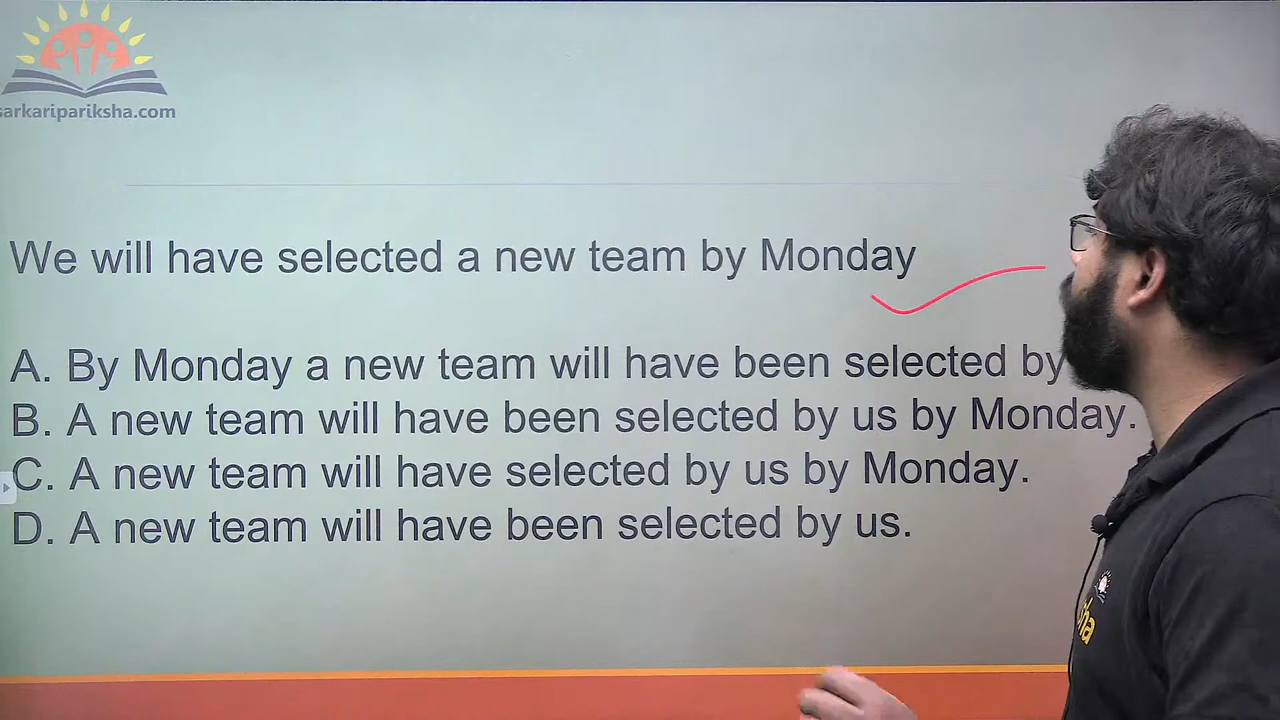 sarkaripariksha.com
We will have selected a new team by Monday
A. By Monday a new team will have been selected by
B. A new team will have been selected by us by Monday.
C. A new team will have selected by us by Monday.
D. A new team will have been selected by us.